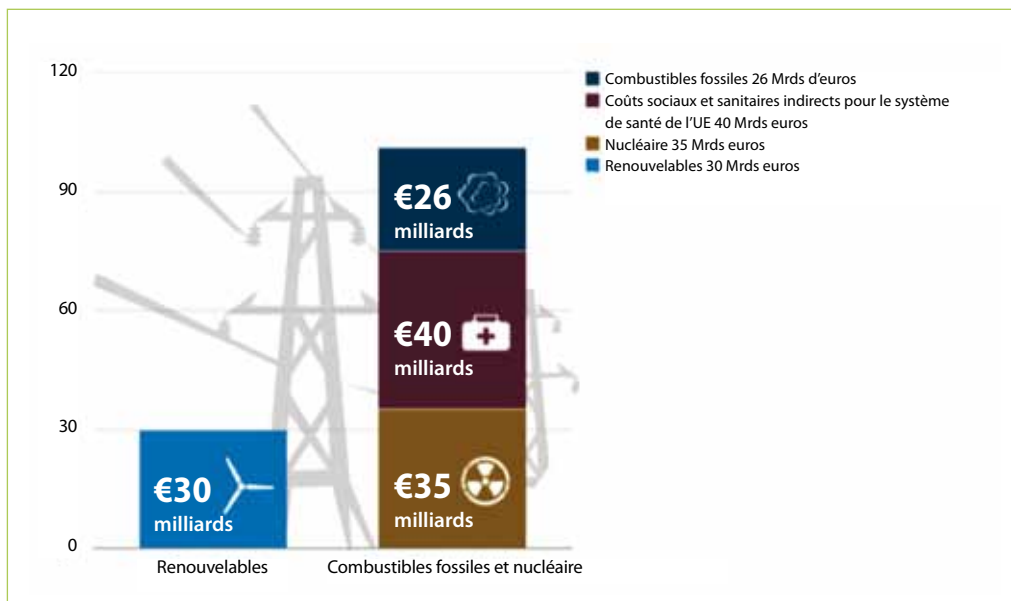 120
90
60
30
0
€26
milliards
€40
milliards
€35
milliards
€30
milliards
Renouvelables
Combustibles fossiles et nucléaire
Combustibles fossiles 26 Mrds d'euros
Coûts sociaux et sanitaires indirects pour le système
de santé de l'UE 40 Mrds euros
Nucléaire 35 Mrds euros
Renouvelables 30 Mrds euros